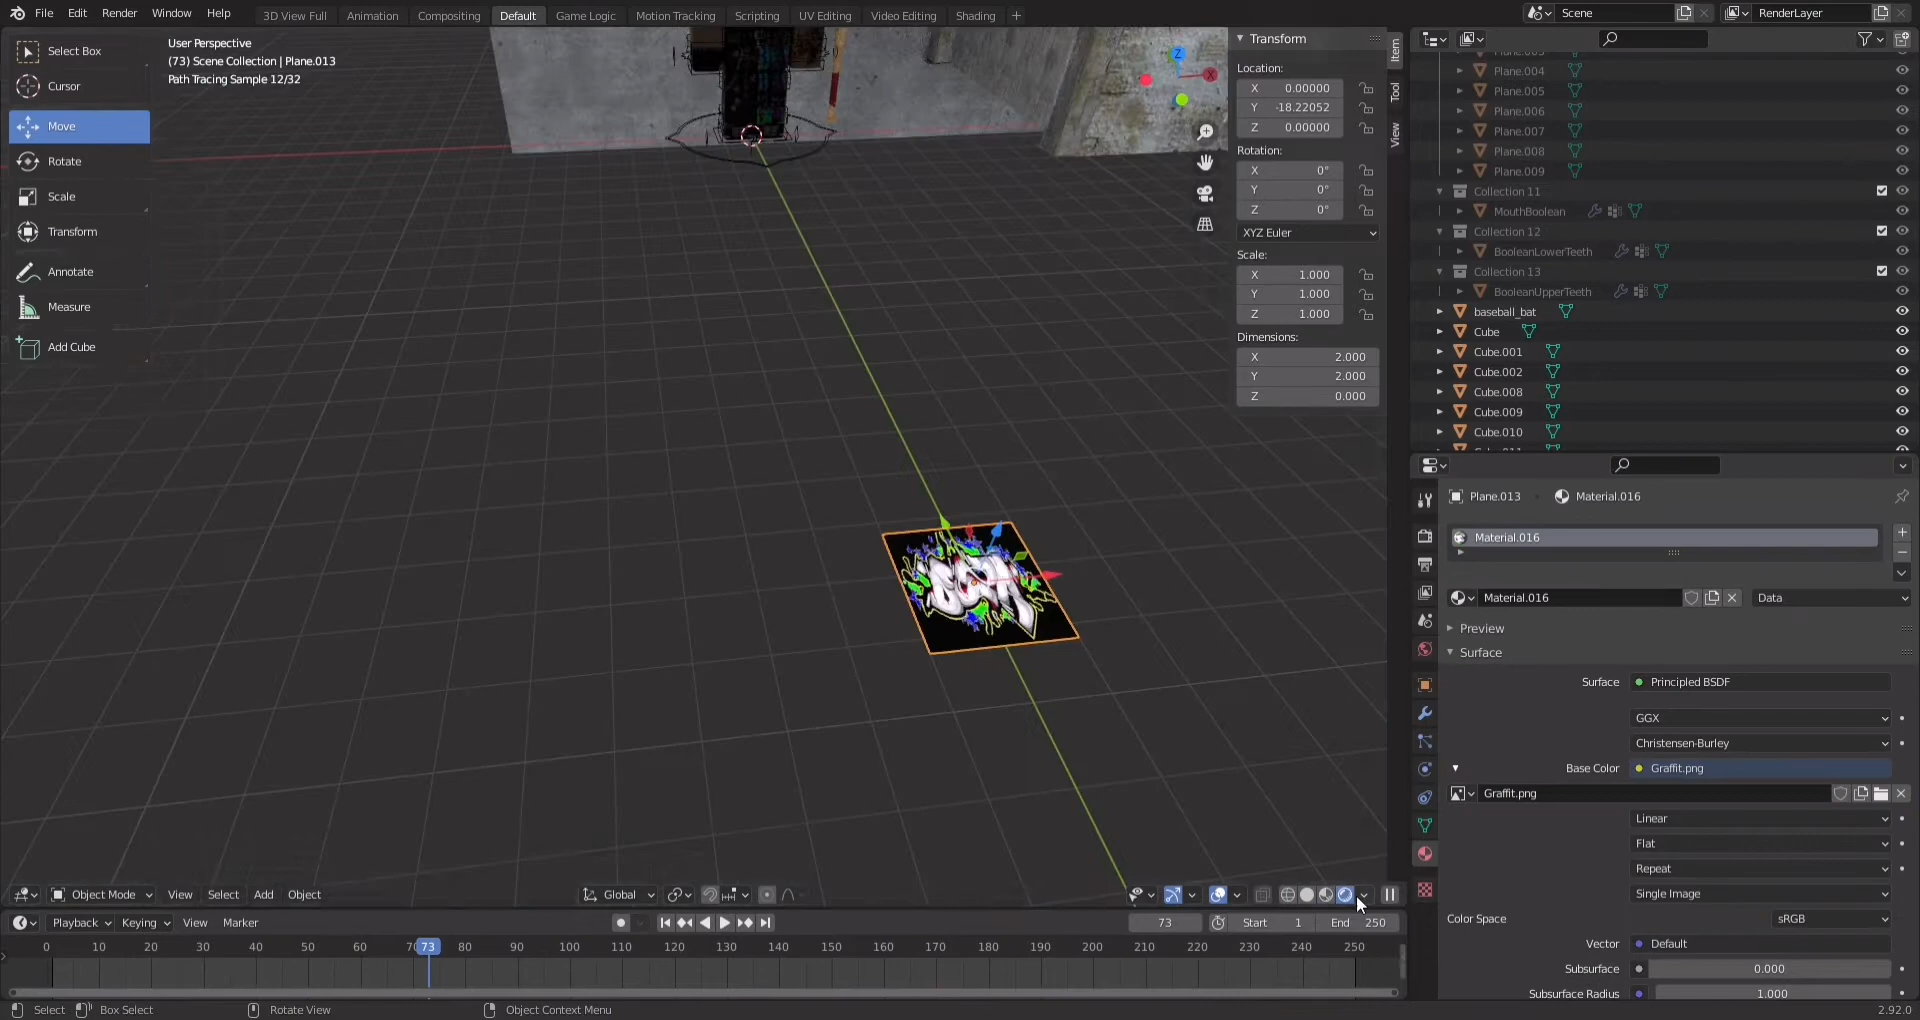 File Edit Render Window Help 3D View Full Animation Compositing Default Game Logic Motion Tracking Scripting UV Editing Video Editing Shading + Scene RenderLayer
Select Box
Cursor
Move
Rotate
Scale
Transform
Annotate
Measure
Add Cube
User Perspective
(73) Scene Collection | Plane.013
Path Tracing Sample 12/32
Z
X
Transform
Location:
X 0.00000
Y -18.22052
Z 0.00000
Rotation:
X 0°
Y 0°
Z 0°
XYZ Euler
Scale:
X 1.000
Y 1.000
Z 1.000
Dimensions:
X 2.000
Y 2.000
Z 0.000
Item
Tool
View
Plane.004
Plane.005
Plane.006
Plane.007
Plane.008
Plane.009
Collection 11
MouthBoolean
Collection 12
BooleanLowerTeeth
Collection 13
BooleanUpperTeeth
baseball_bat
Cube
Cube.001
Cube.002
Cube.008
Cube.009
Cube.010
Plane.013 Material.016
Material.016
Material.016 Data
Preview
Surface
Surface Principled BSDF
GGX
Christensen-Burley
Base Color Graffit.png
Graffit.png
Linear
Flat
Repeat
Single Image
Color Space sRGB
Vector Default
Subsurface 0.000
Subsurface Radius 1.000
Object Mode View Select Add Object Global
Playback Keying View Marker 73 Start 1 End 250
0 10 20 30 40 50 60 73 80 90 100 110 120 130 140 150 160 170 180 190 200 210 220 230 240 250
Select Box Select Rotate View Object Context Menu 2.92.0